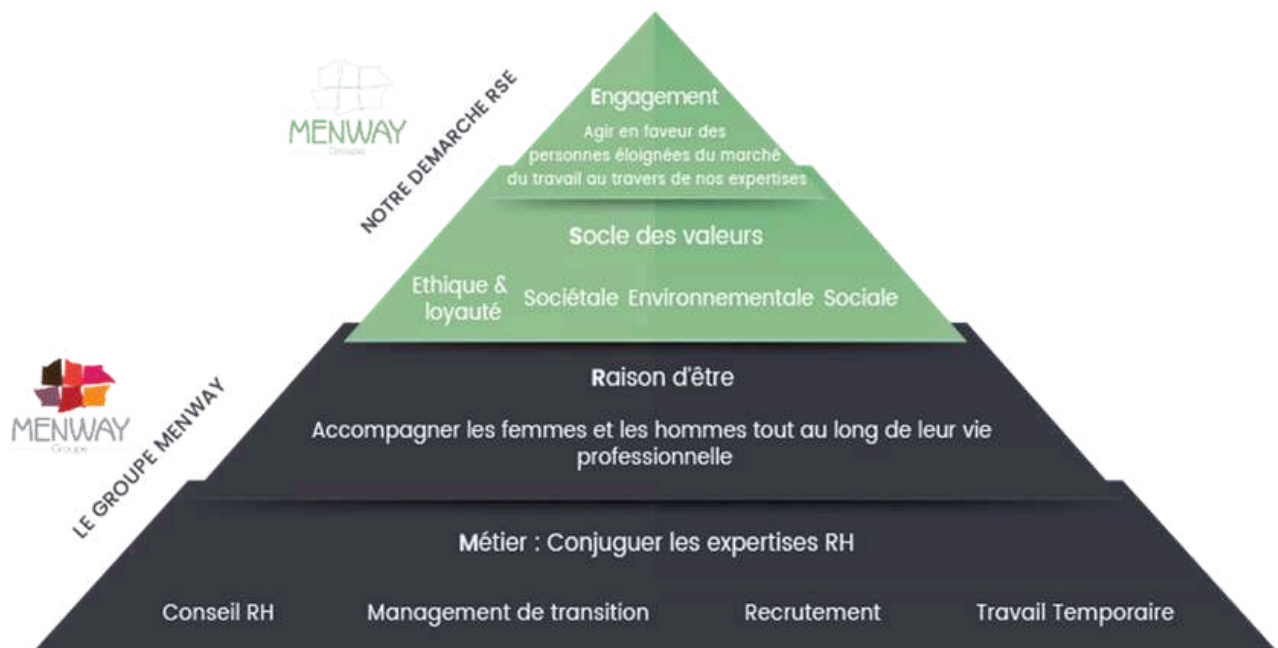 MENWAY
Groupe
NOTRE DEMARCHE RSE
Engagement
Agir en faveur des
personnes éloignées du marché
du travail au travers de nos expertises
Socle des valeurs
Ethique &
loyauté
Sociétale
Environnementale
Sociale
MENWAY
Groupe
LE GROUPE MENWAY
Raison d'être
Accompagner les femmes et les hommes tout au long de leur vie
professionnelle
Métier : Conjuguer les expertises RH
Conseil RH
Management de transition
Recrutement
Travail Temporaire